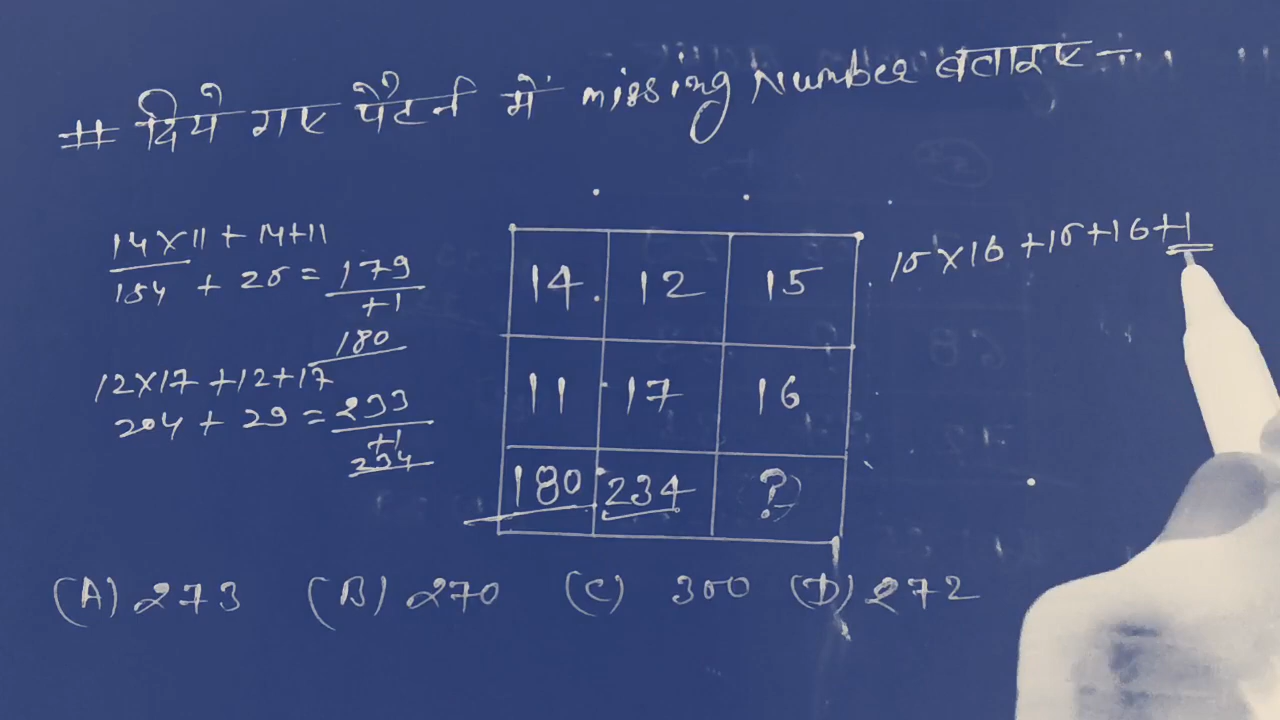 # दिये गए पैटर्न में missing Number बताइए -...
14×11 + 14+11
154 + 25 = 179
+1
180
12×17 + 12+17
204 + 29 = 233
+1
234
14. 12 15
11 17 16
180 234 ?
15×16 +15+16+1
(A) 273 (B) 270 (C) 300 (D) 272